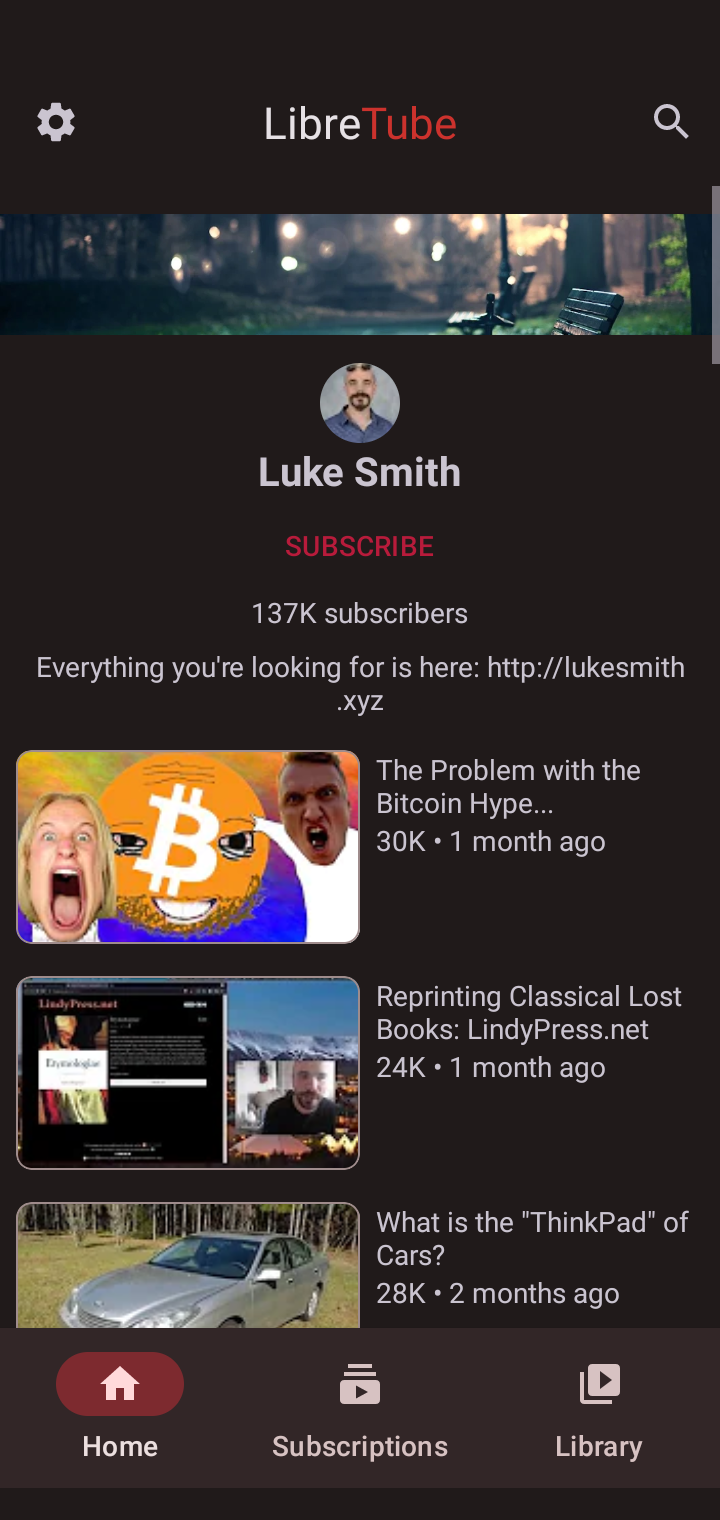 LibreTube
Luke Smith
SUBSCRIBE
137K subscribers
Everything you're looking for is here: http://lukesmith
.xyz
The Problem with the
Bitcoin Hype...
30K • 1 month ago
LindyPress.net
Etymologiae
Reprinting Classical Lost
Books: LindyPress.net
24K • 1 month ago
What is the "ThinkPad" of
Cars?
28K • 2 months ago
Home
Subscriptions
Library